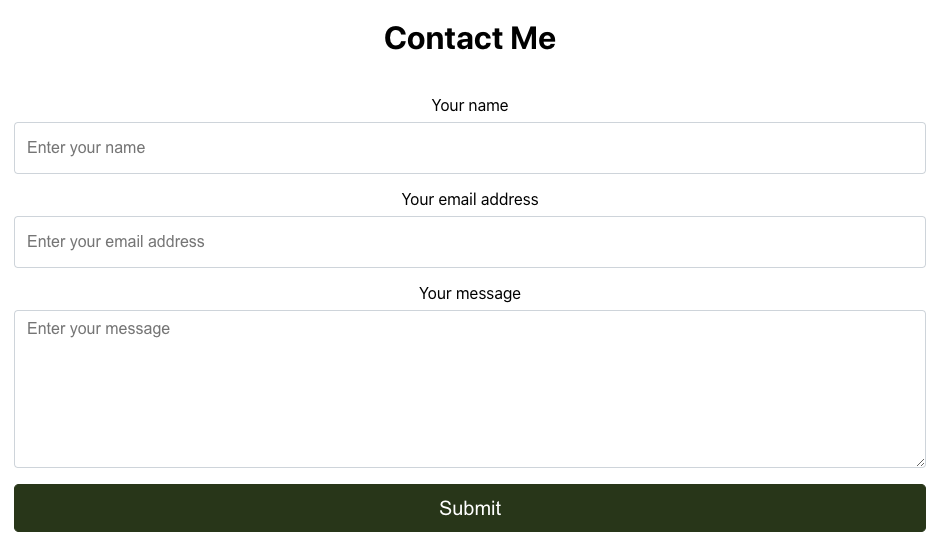 Contact Me
Your name
Enter your name
Your email address
Enter your email address
Your message
Enter your message
Submit